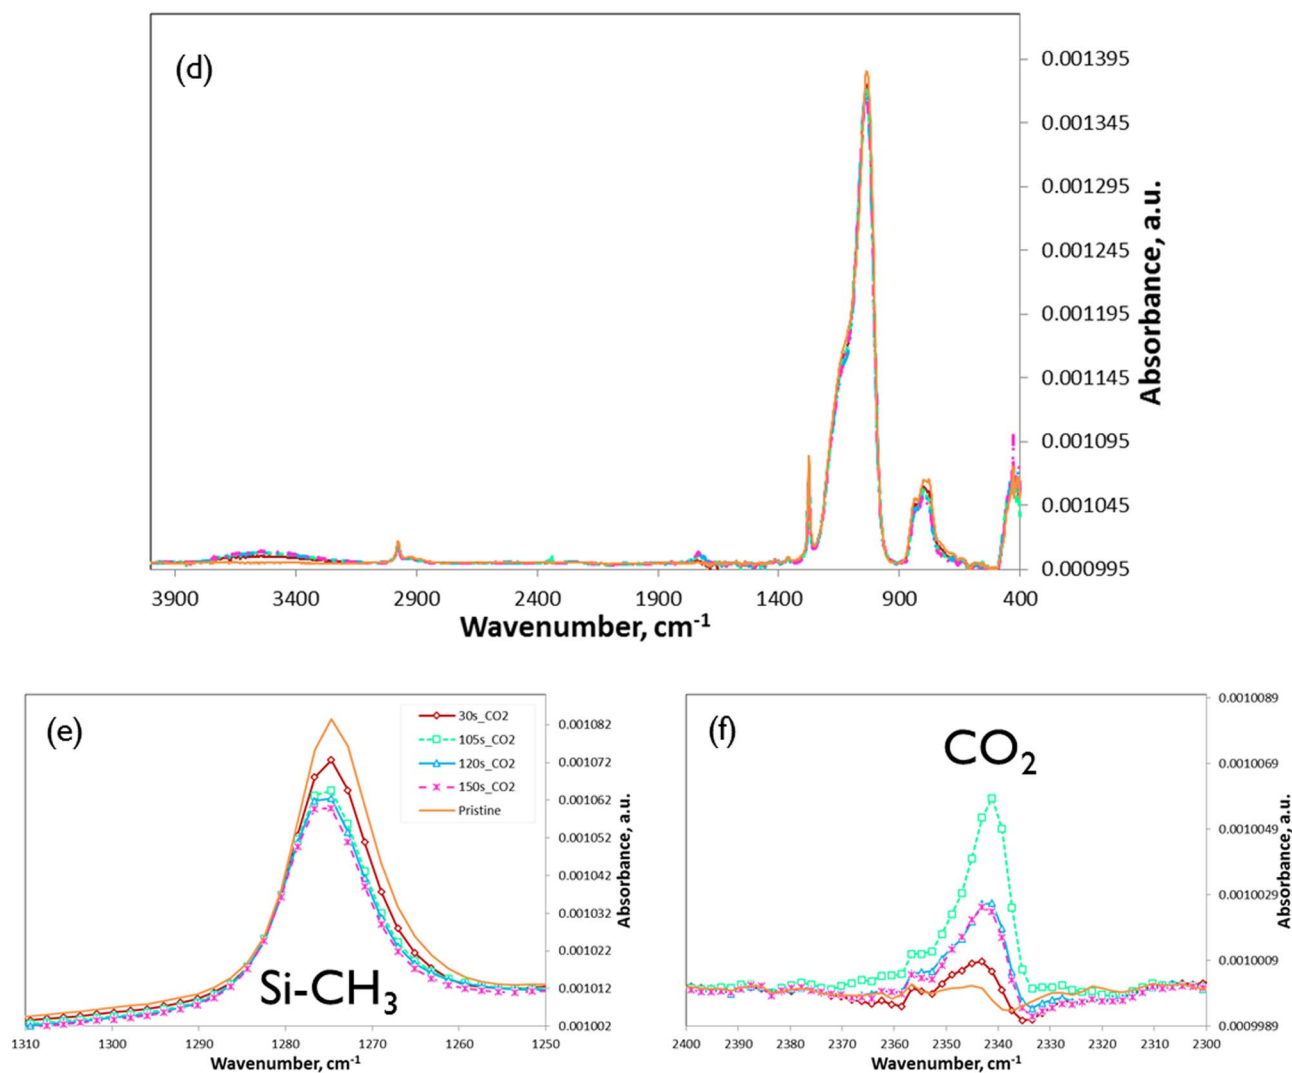 (d)
0.001395
0.001345
0.001295
0.001245
0.001195
0.001145
0.001095
0.001045
0.000995
Absorbance, a.u.
3900 3400 2900 2400 1900 1400 900 400
Wavenumber, cm-1
(e)
30s_CO2
105s_CO2
120s_CO2
150s_CO2
Pristine
Si-CH3
0.001082
0.001072
0.001062
0.001052
0.001042
0.001032
0.001022
0.001012
0.001002
Absorbance, a.u.
1310 1300 1290 1280 1270 1260 1250
Wavenumber, cm-1
(f)
CO2
0.0010089
0.0010069
0.0010049
0.0010029
0.0010009
0.0009989
Absorbance, a.u.
2400 2390 2380 2370 2360 2350 2340 2330 2320 2310 2300
Wavenumber, cm-1